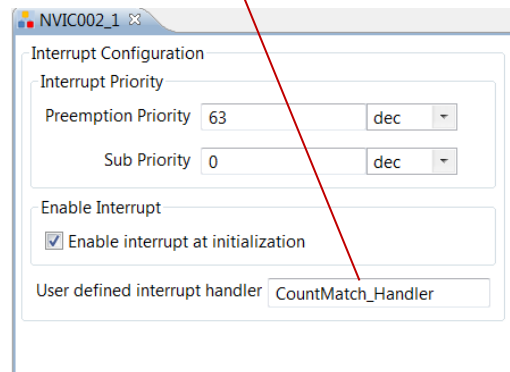 NVIC002_1
Interrupt Configuration
Interrupt Priority
Preemption Priority 63 dec
Sub Priority 0 dec
Enable Interrupt
Enable interrupt at initialization
User defined interrupt handler CountMatch_Handler